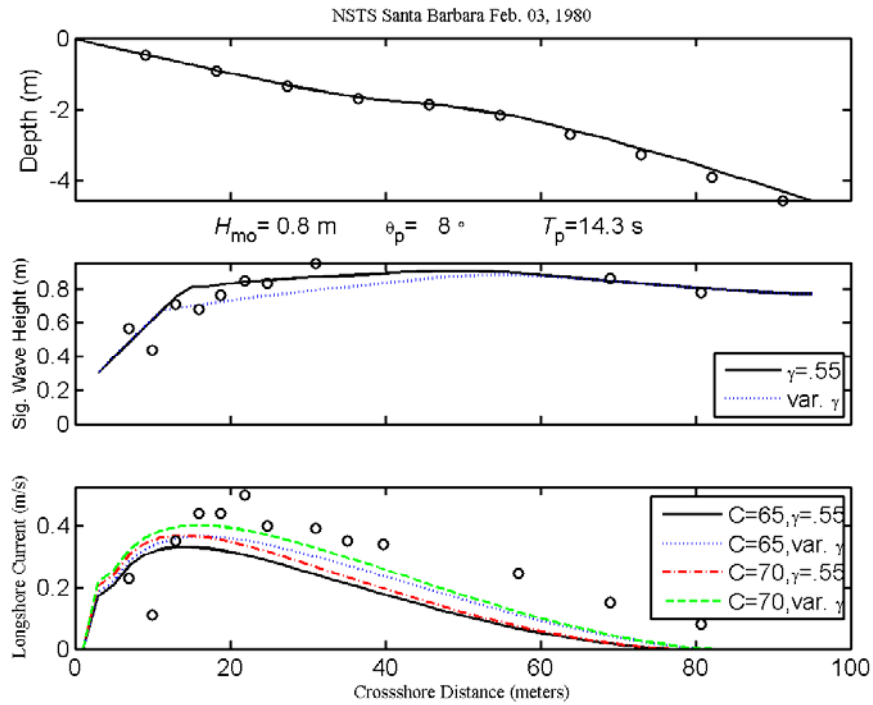 NSTS Santa Barbara Feb. 03, 1980
0
-2
-4
Depth (m)
Hmo= 0.8 m θp= 8 ° Tp=14.3 s
0.8
0.6
0.4
0.2
0
Sig. Wave Height (m)
γ=.55
var. γ
0.4
0.2
0
Longshore Current (m/s)
C=65,γ=.55
C=65,var. γ
C=70,γ=.55
C=70,var. γ
0 20 40 60 80 100
Crossshore Distance (meters)